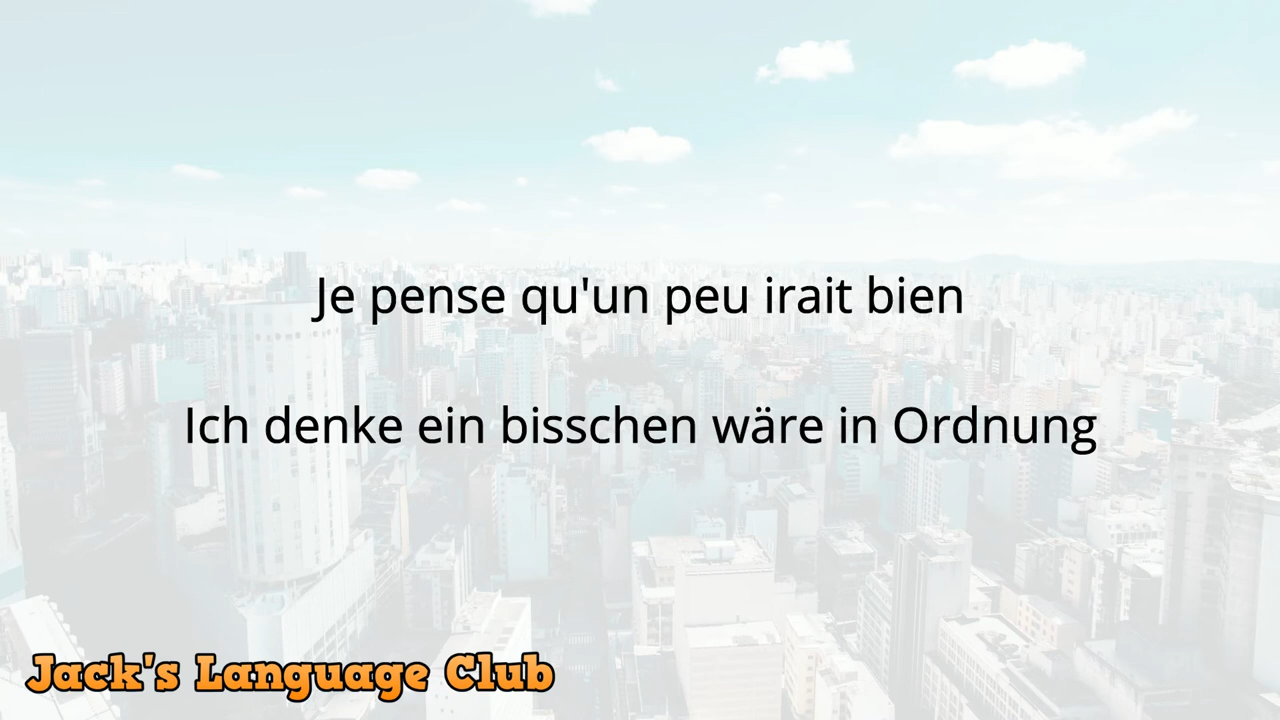 Je pense qu'un peu irait bien
Ich denke ein bisschen wäre in Ordnung
Jack's Language Club